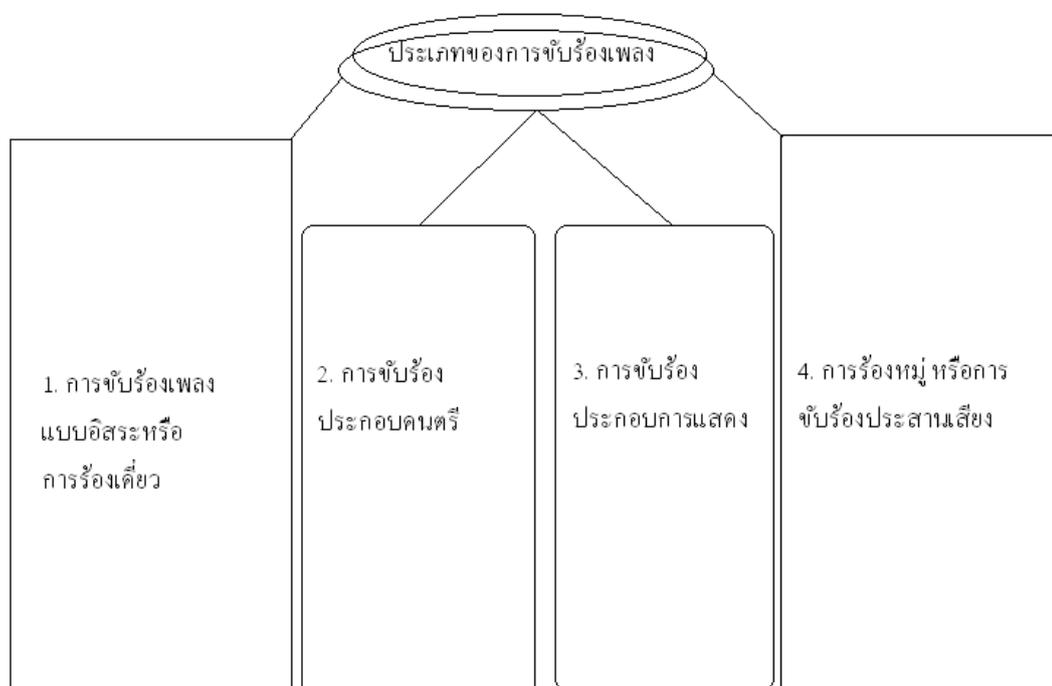 ประเภทของการขับร้องเพลง
1. การขับร้องเพลง
แบบอิสระหรือ
การร้องเดี่ยว
2. การขับร้อง
ประกอบดนตรี
3. การขับร้อง
ประกอบการแสดง
4. การร้องหมู่ หรือการ
ขับร้องประสานเสียง